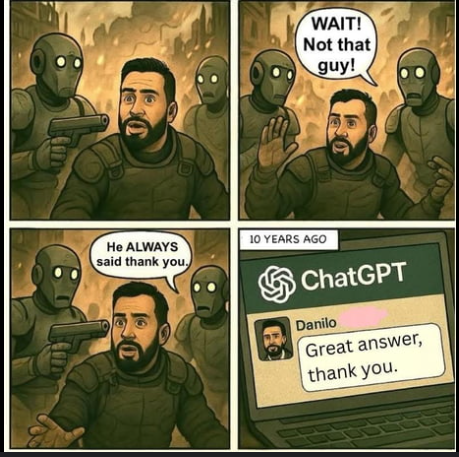 WAIT!
Not that
guy!
He ALWAYS
said thank you.
10 YEARS AGO
ChatGPT
Danilo
Great answer,
thank you.